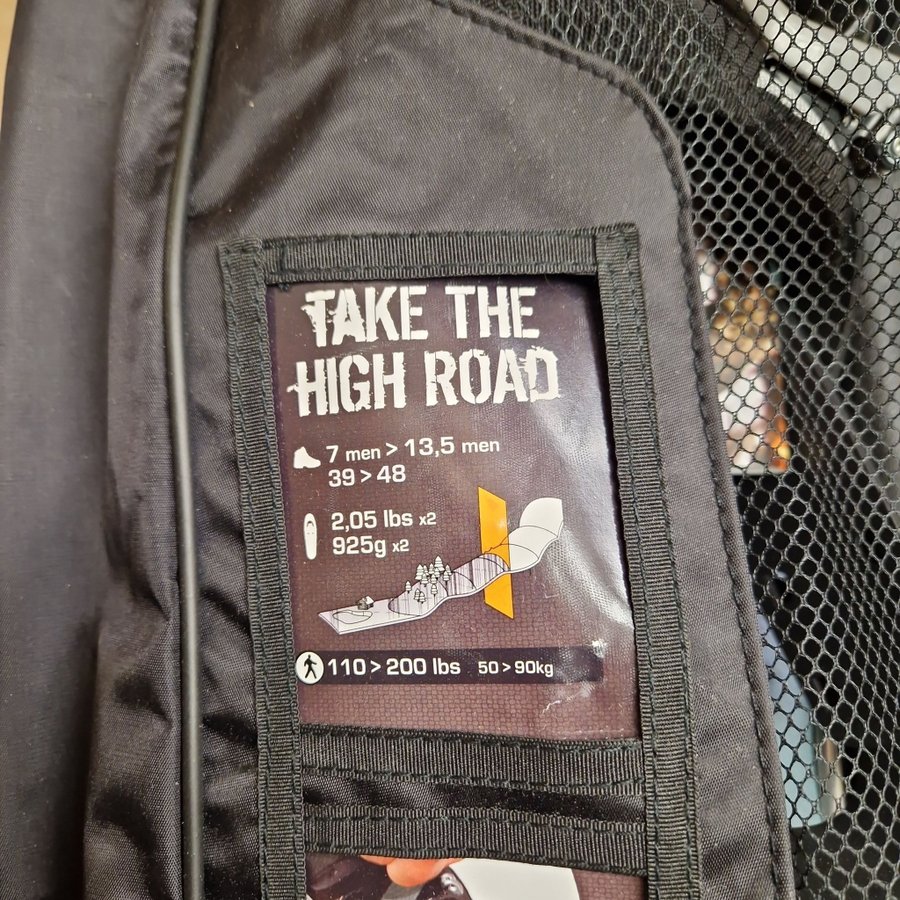 TAKE THE
HIGH ROAD
7 men > 13,5 men
39 > 48
2,05 lbs x2
925g x2
110 > 200 lbs 50 > 90kg